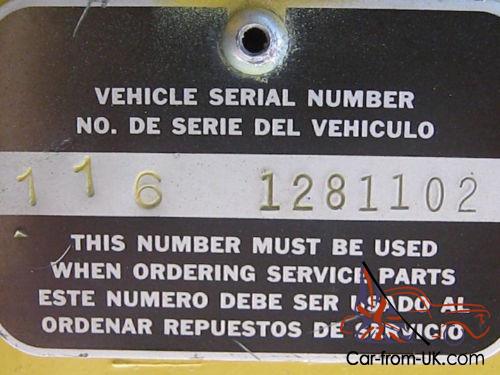 VEHICLE SERIAL NUMBER
NO. DE SERIE DEL VEHICULO
116 1281102
THIS NUMBER MUST BE USED
WHEN ORDERING SERVICE PARTS
ESTE NUMERO DEBE SER USADO AL
ORDENAR REPUESTOS DE SERVICIO
Car-from-UK.com